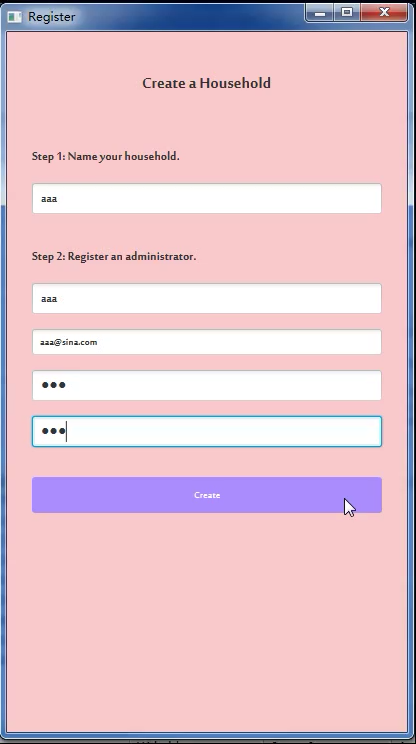 Register
Create a Household
Step 1: Name your household.
aaa
Step 2: Register an administrator.
aaa
aaa@sina.com
●●●
●●●
Create